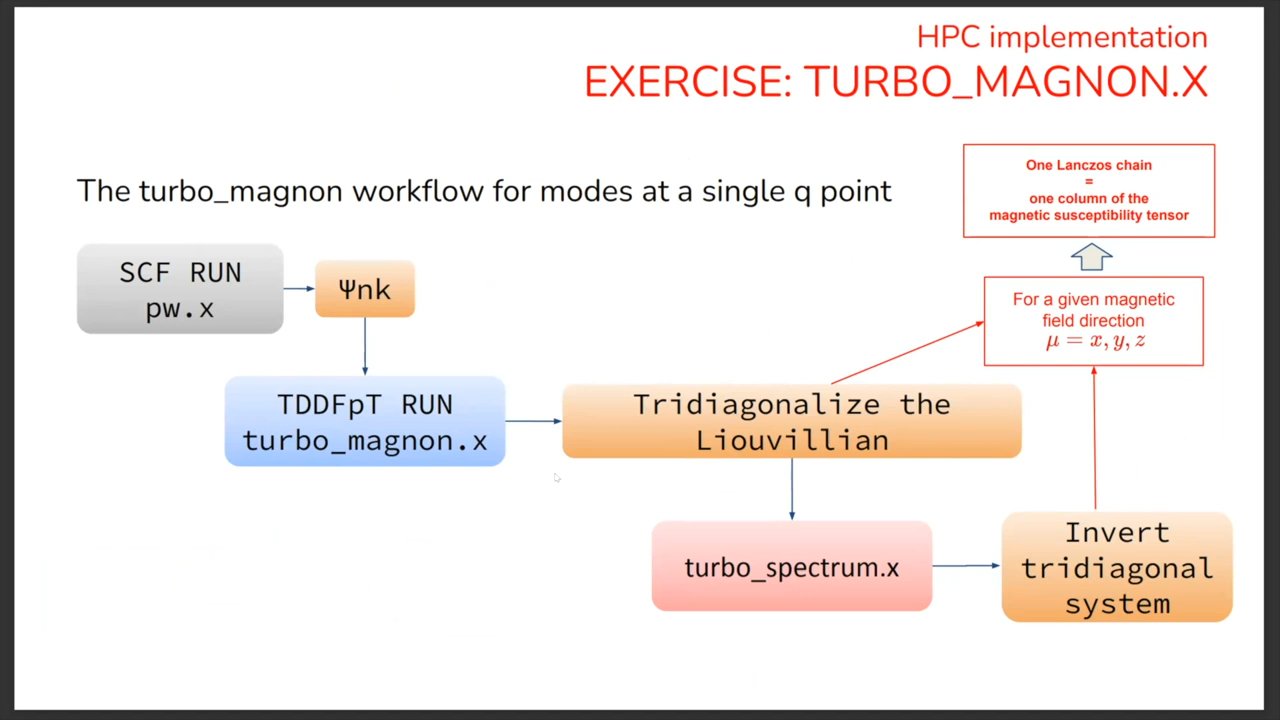 HPC implementation
EXERCISE: TURBO_MAGNON.X
The turbo_magnon workflow for modes at a single q point
One Lanczos chain
=
one column of the
magnetic susceptibility tensor
SCF RUN
pw.x
Ψnk
For a given magnetic
field direction
μ = x, y, z
TDDFpT RUN
turbo_magnon.x
Tridiagonalize the
Liouvillian
turbo_spectrum.x
Invert
tridiagonal
system